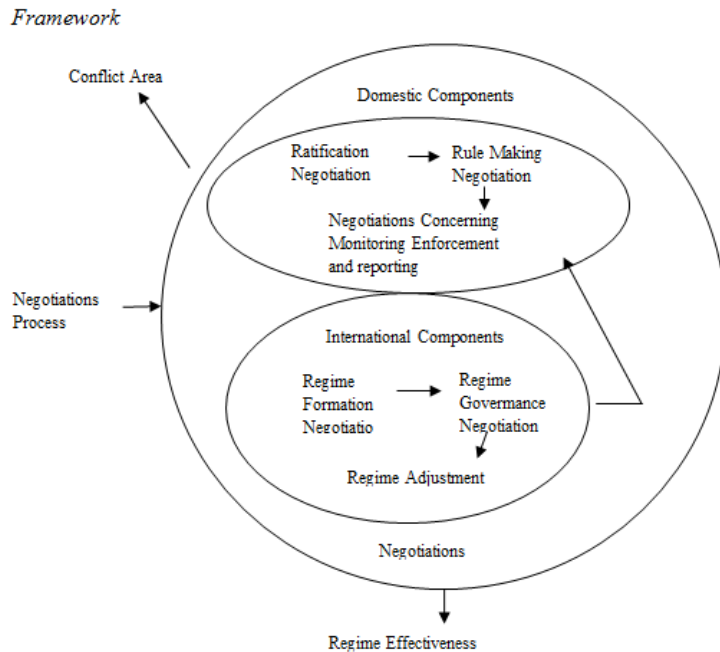 Framework
Conflict Area
Domestic Components
Ratification
Negotiation
Rule Making
Negotiation
Negotiations Concerning
Monitoring Enforcement
and reporting
Negotiations
Process
International Components
Regime
Formation
Negotiatio
Regime
Governance
Negotiation
Regime Adjustment
Negotiations
Regime Effectiveness